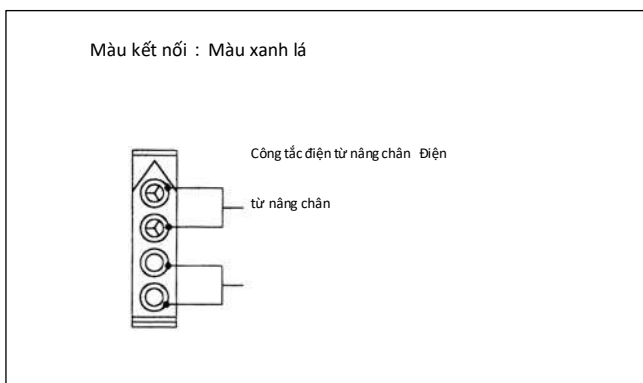 Màu kết nối : Màu xanh lá
Công tắc điện từ nâng chân Điện
từ nâng chân